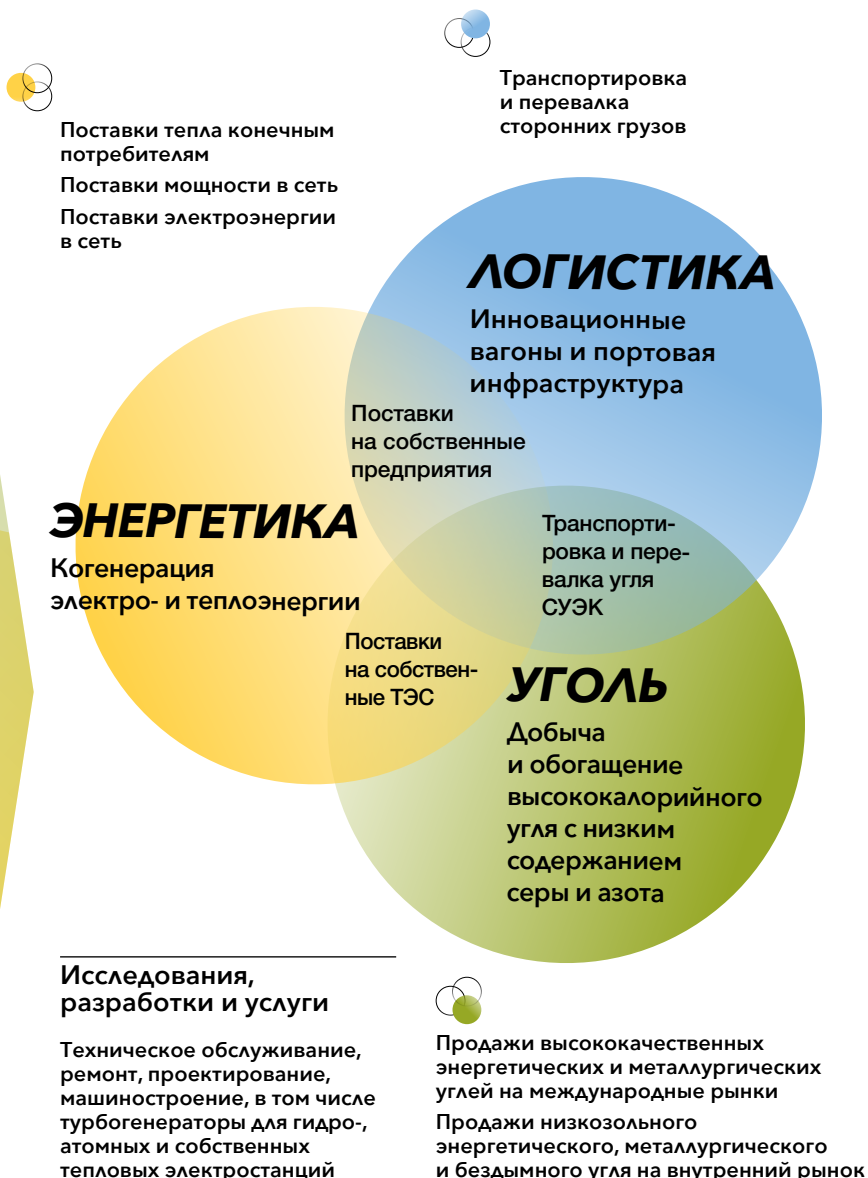 Транспортировка
и перевалка
сторонних грузов
Поставки тепла конечным
потребителям
Поставки мощности в сеть
Поставки электроэнергии
в сеть
ЛОГИСТИКА
Инновационные
вагоны и портовая
инфраструктура
Поставки
на собственные
предприятия
ЭНЕРГЕТИКА
Когенерация
электро- и теплоэнергии
Транспорти-
ровка и пере-
валка угля
СУЭК
Поставки
на собствен-
ные ТЭС
УГОЛЬ
Добыча
и обогащение
высококалорийного
угля с низким
содержанием
серы и азота
Исследования,
разработки и услуги
Техническое обслуживание,
ремонт, проектирование,
машиностроение, в том числе
турбогенераторы для гидро-,
атомных и собственных
тепловых электростанций
Продажи высококачественных
энергетических и металлургических
углей на международные рынки
Продажи низкозольного
энергетического, металлургического
и бездымного угля на внутренний рынок